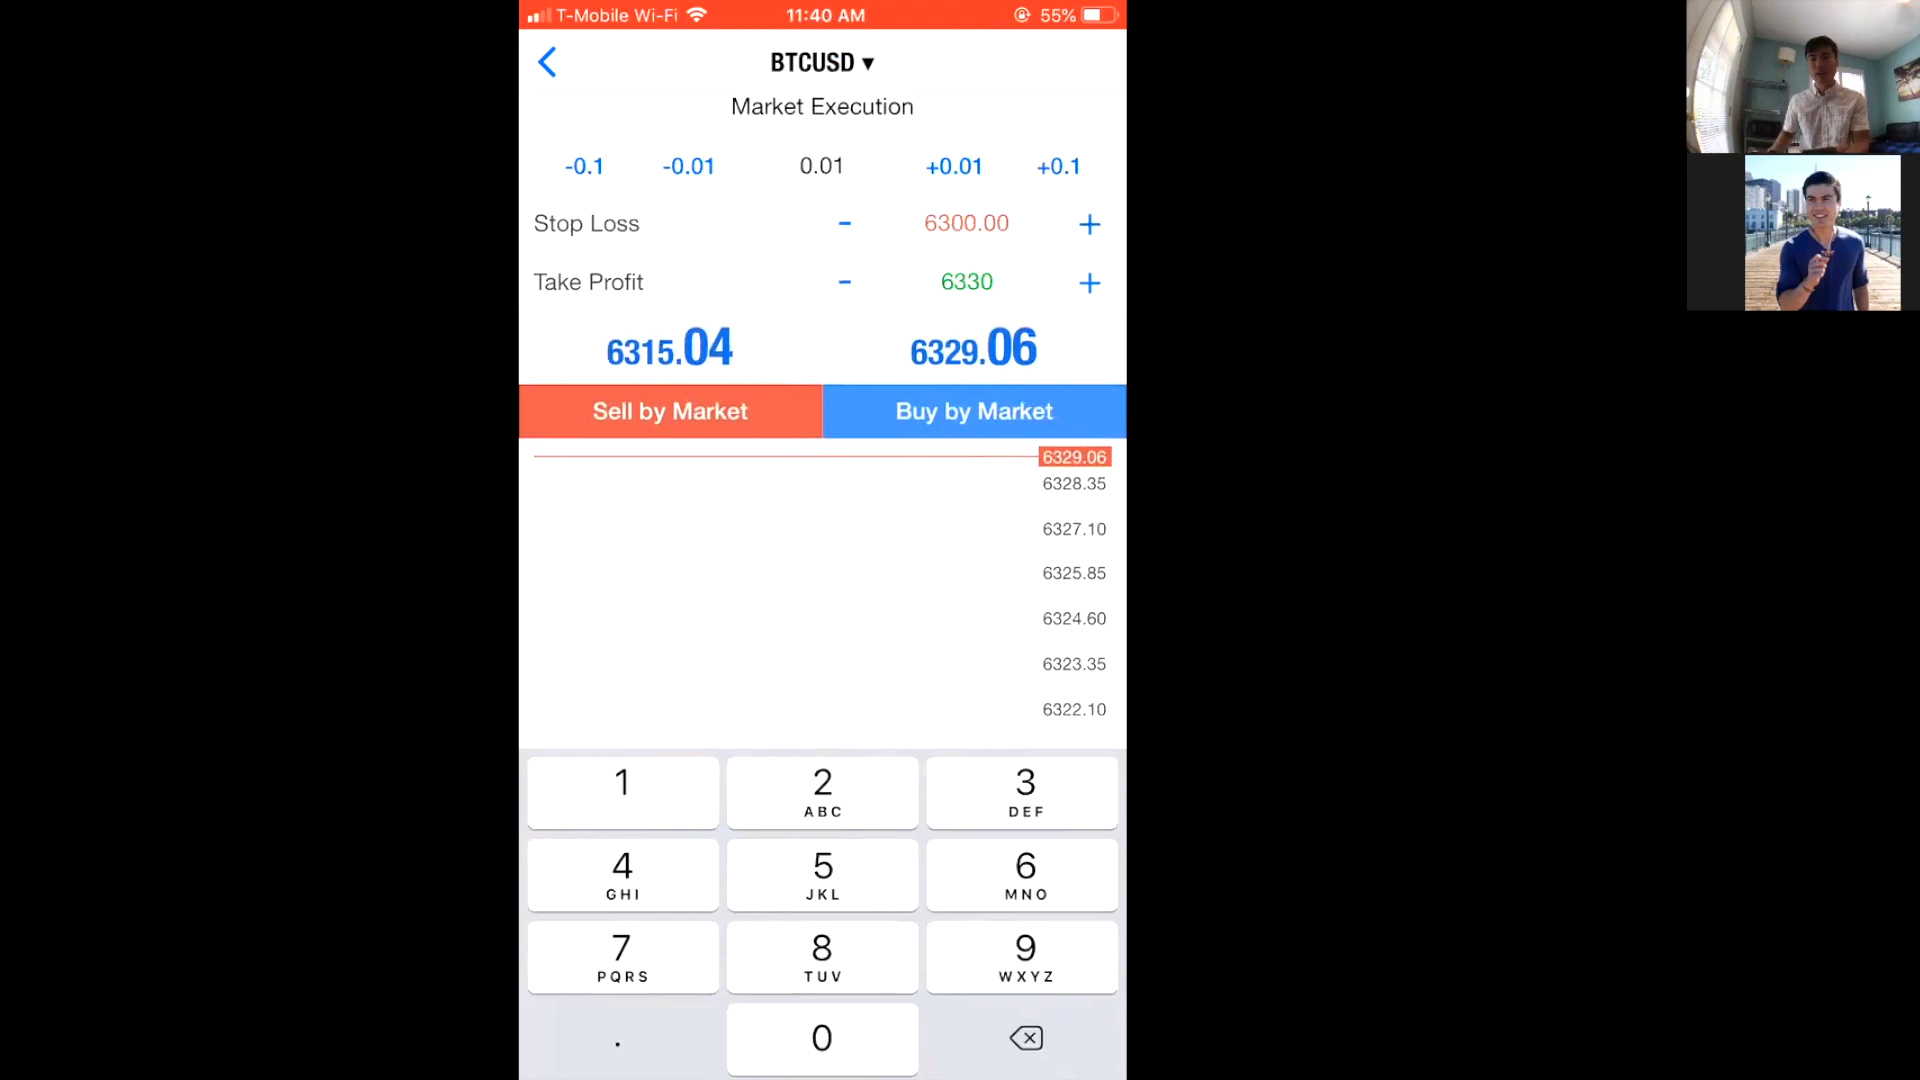 T-Mobile Wi-Fi 11:40 AM 55%
BTCUSD ▾
Market Execution
-0.1 -0.01 0.01 +0.01 +0.1
Stop Loss - 6300.00 +
Take Profit - 6330 +
6315.04 6329.06
Sell by Market Buy by Market
6329.06
6328.35
6327.10
6325.85
6324.60
6323.35
6322.10
1 2 3
ABC DEF
4 5 6
GHI JKL MNO
7 8 9
PQRS TUV WXYZ
. 0